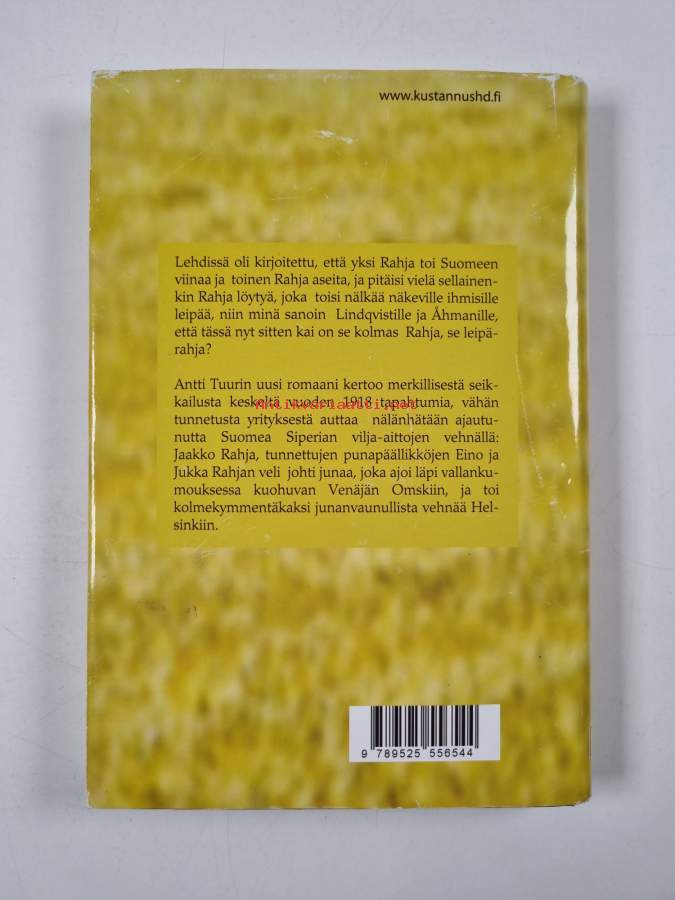 www.kustannushd.fi
Lehdissä oli kirjoitettu, että yksi Rahja toi Suomeen
viinaa ja toinen Rahja aseita, ja pitäisi vielä sellainen-
kin Rahja löytyä, joka toisi nälkää näkeville ihmisille
leipää, niin minä sanoin Lindqvistille ja Åhmanille,
että tässä nyt sitten kai on se kolmas Rahja, se leipä-
rahja?
Antti Tuurin uusi romaani kertoo merkillisestä seik-
kailusta keskeltä vuoden 1918 tapahtumia, vähän
Antikvariaatti.net
tunnetusta yrityksestä auttaa nälänhätään ajautu-
nutta Suomea Siperian vilja-aittojen vehnällä:
Jaakko Rahja, tunnettujen punapäällikköjen Eino ja
Jukka Rahjan veli johti junaa, joka ajoi läpi vallanku-
mouksessa kuohuvan Venäjän Omskiin, ja toi
kolmekymmentäkaksi junanvaunullista vehnää Hel-
sinkiin.
9 789525 556544